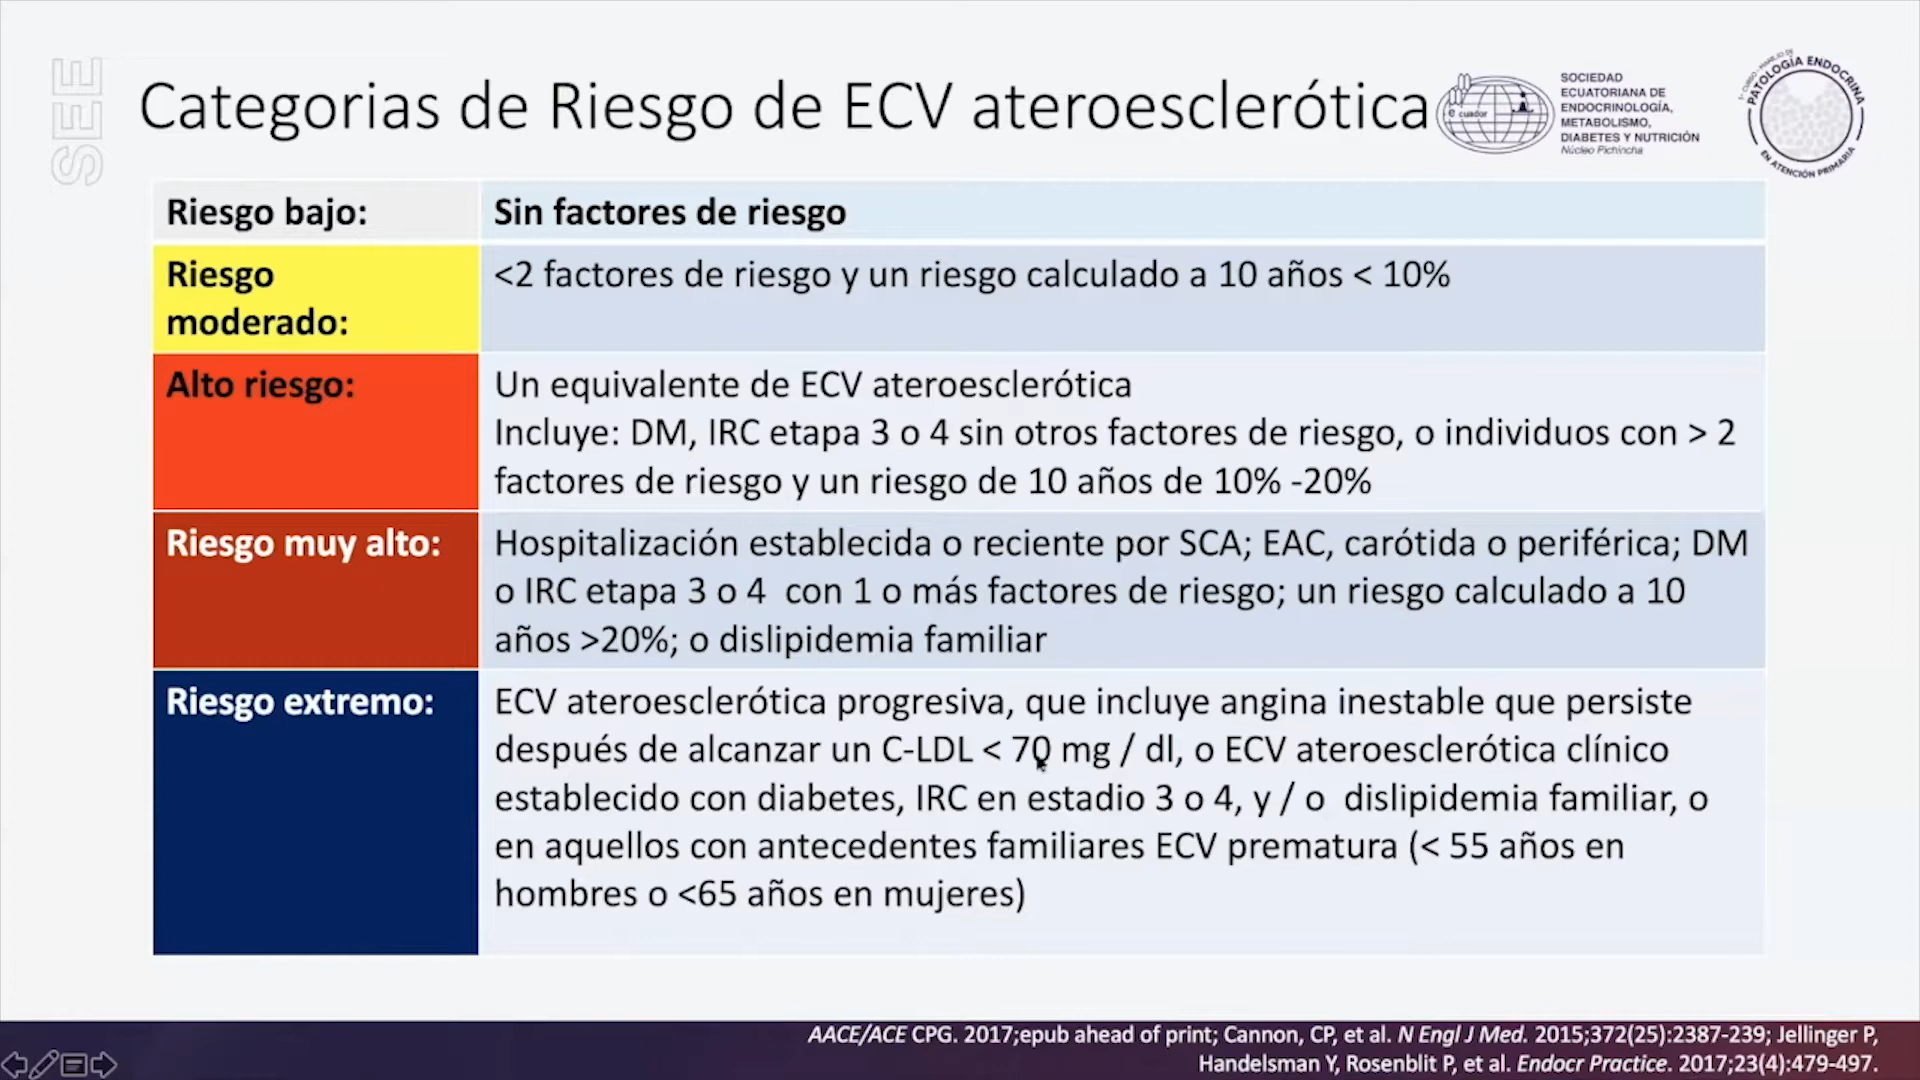 SEE
Categorias de Riesgo de ECV ateroesclerótica
ecuador
SOCIEDAD
ECUATORIANA DE
ENDOCRINOLOGÍA,
METABOLISMO,
DIABETES Y NUTRICIÓN
Núcleo Pichincha
1º CURSO - MANEJO DE
PATOLOGÍA ENDOCRINA
EN ATENCIÓN PRIMARIA
Riesgo bajo:
Sin factores de riesgo
Riesgo
moderado:
<2 factores de riesgo y un riesgo calculado a 10 años < 10%
Alto riesgo:
Un equivalente de ECV ateroesclerótica
Incluye: DM, IRC etapa 3 o 4 sin otros factores de riesgo, o individuos con > 2
factores de riesgo y un riesgo de 10 años de 10% -20%
Riesgo muy alto:
Hospitalización establecida o reciente por SCA; EAC, carótida o periférica; DM
o IRC etapa 3 o 4 con 1 o más factores de riesgo; un riesgo calculado a 10
años >20%; o dislipidemia familiar
Riesgo extremo:
ECV ateroesclerótica progresiva, que incluye angina inestable que persiste
después de alcanzar un C-LDL < 70 mg / dl, o ECV ateroesclerótica clínico
establecido con diabetes, IRC en estadio 3 o 4, y / o dislipidemia familiar, o
en aquellos con antecedentes familiares ECV prematura (< 55 años en
hombres o <65 años en mujeres)
AACE/ACE CPG. 2017;epub ahead of print; Cannon, CP, et al. N Engl J Med. 2015;372(25):2387-239; Jellinger P,
Handelsman Y, Rosenblit P, et al. Endocr Practice. 2017;23(4):479-497.